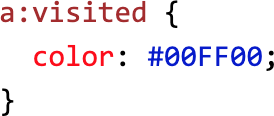 a:visited {
  color: #00FF00;
}